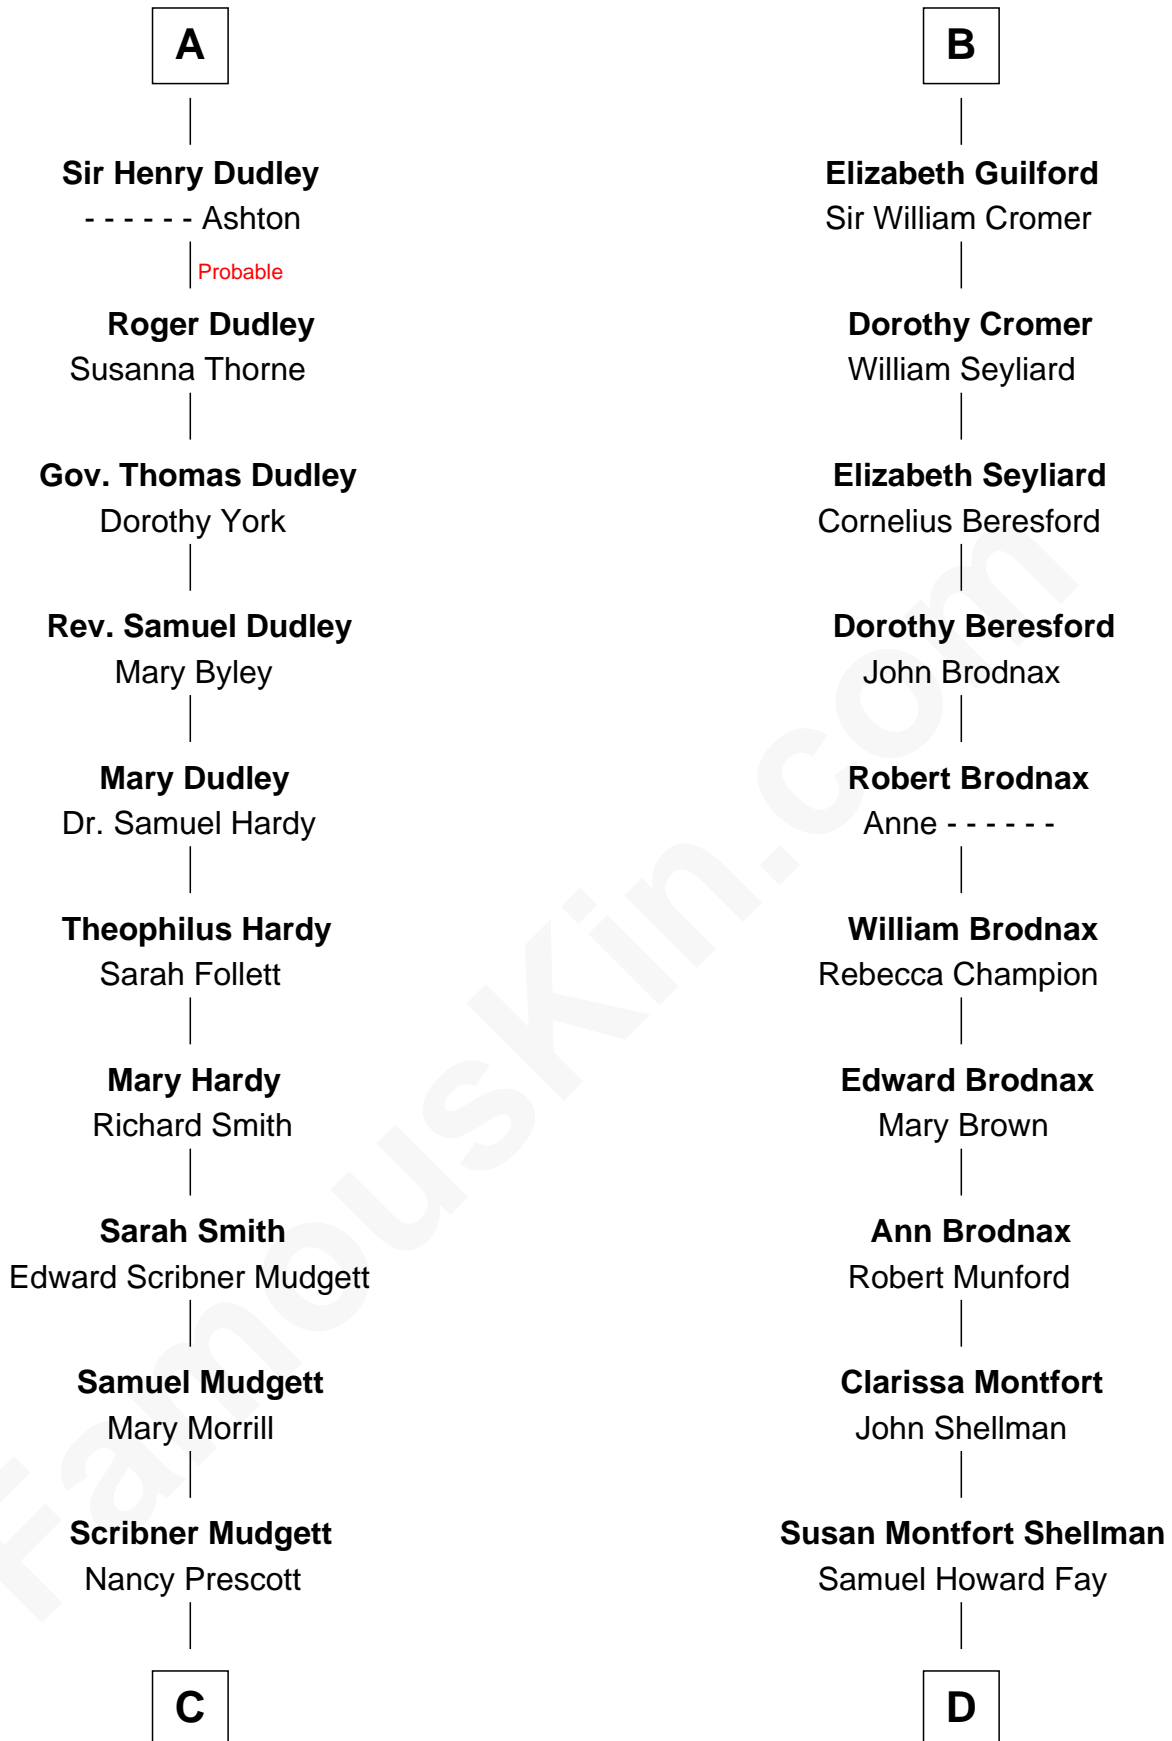 A
Sir Henry Dudley
- - - - - - Ashton
Probable
Roger Dudley
Susanna Thorne
Gov. Thomas Dudley
Dorothy York
Rev. Samuel Dudley
Mary Byley
Mary Dudley
Dr. Samuel Hardy
Theophilus Hardy
Sarah Follett
Mary Hardy
Richard Smith
Sarah Smith
Edward Scribner Mudgett
Samuel Mudgett
Mary Morrill
Scribner Mudgett
Nancy Prescott
C
B
Elizabeth Guilford
Sir William Cromer
Dorothy Cromer
William Seyliard
Elizabeth Seyliard
Cornelius Beresford
Dorothy Beresford
John Brodnax
Robert Brodnax
Anne - - - - - -
William Brodnax
Rebecca Champion
Edward Brodnax
Mary Brown
Ann Brodnax
Robert Munford
Clarissa Montfort
John Shellman
Susan Montfort Shellman
Samuel Howard Fay
D
FamousKin.com